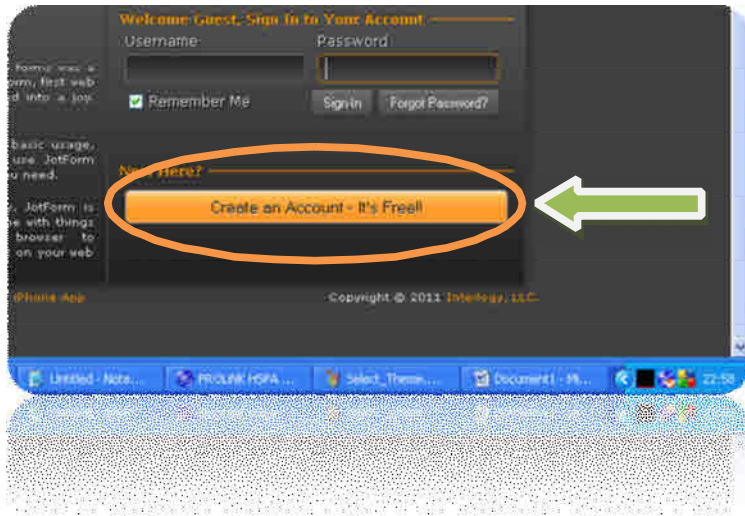 Welcome Guest, Sign In to Your Account
Username
Password
Forms was a
orm, first web
d into a joy.
Remember Me
Sign-In
Forgot Password?
basic usage,
use JotForm
u need.
New Here?
Create an Account - It's Free!!
JotForm is
e with things
browser to
on your web
iPhone App
Copyright © 2011 Interlogy, LLC.
Untitled - Note...
PROLINK HSPA ...
Select_Theme....
Document1 - M...
22:58